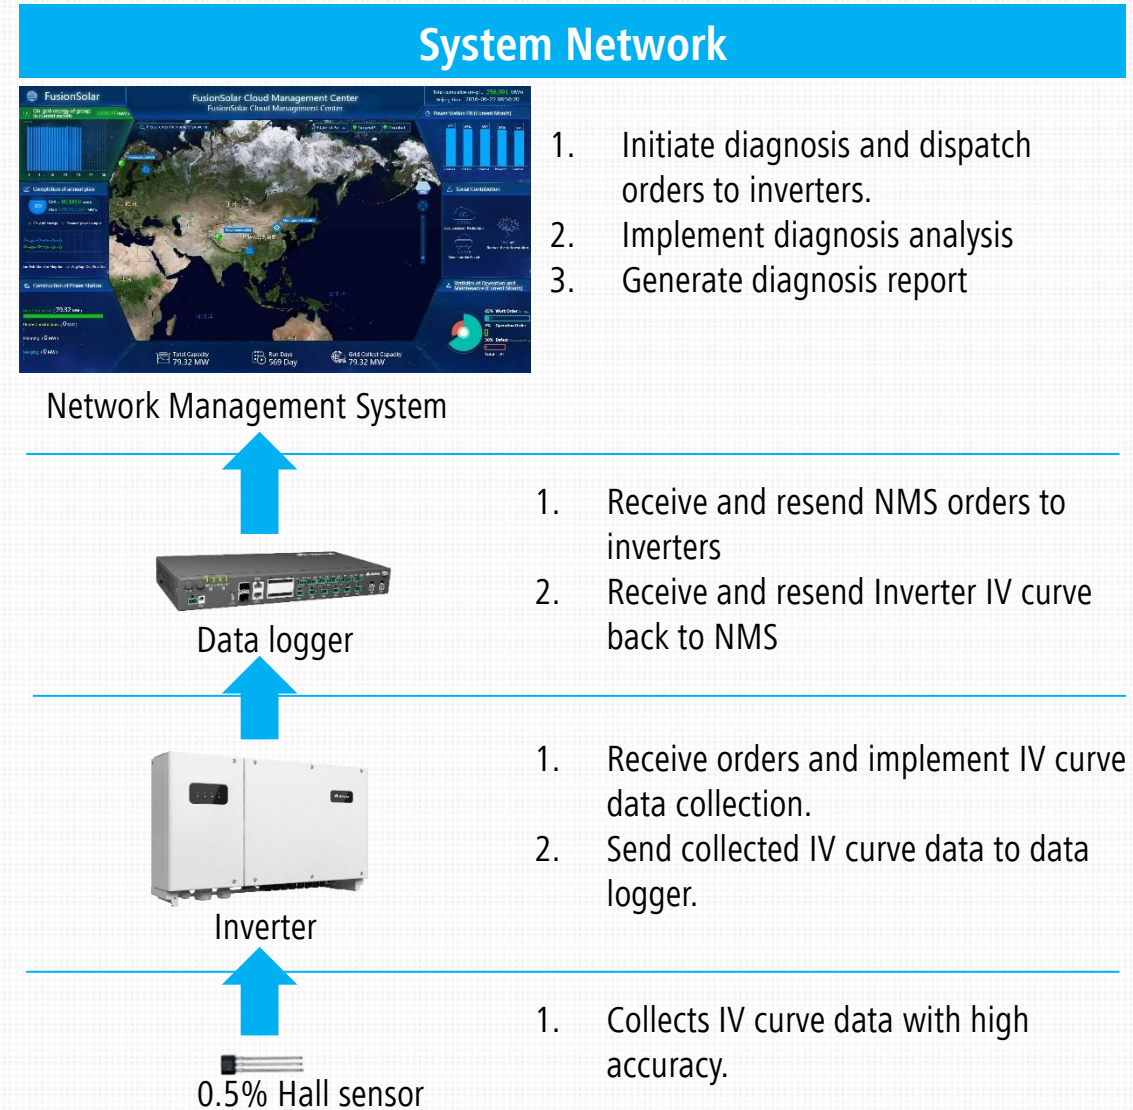 System Network
FusionSolar
FusionSolar Cloud Management Center
FusionSolar Cloud Management Center
Total Capacity
79.32 MW
Run Days
569 Day
Grid Collect Capacity
79.32 MW
1. Initiate diagnosis and dispatch
orders to inverters.
2. Implement diagnosis analysis
3. Generate diagnosis report
Network Management System
1. Receive and resend NMS orders to
inverters
2. Receive and resend Inverter IV curve
back to NMS
Data logger
1. Receive orders and implement IV curve
data collection.
2. Send collected IV curve data to data
logger.
Inverter
1. Collects IV curve data with high
accuracy.
0.5% Hall sensor